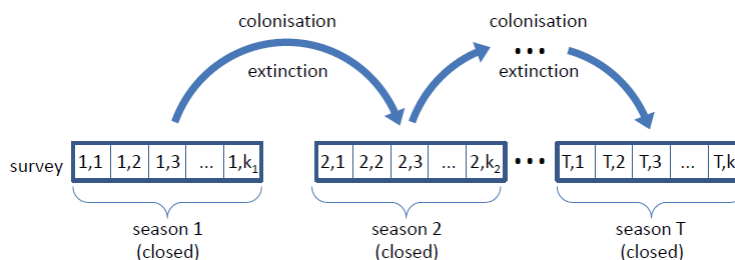 colonisation
colonisation
...
extinction
extinction
survey
1,1 1,2 1,3 ... 1,k₁
2,1 2,2 2,3 ... 2,k₂
...
T,1 T,2 T,3 ... T,k
season 1
(closed)
season 2
(closed)
season T
(closed)